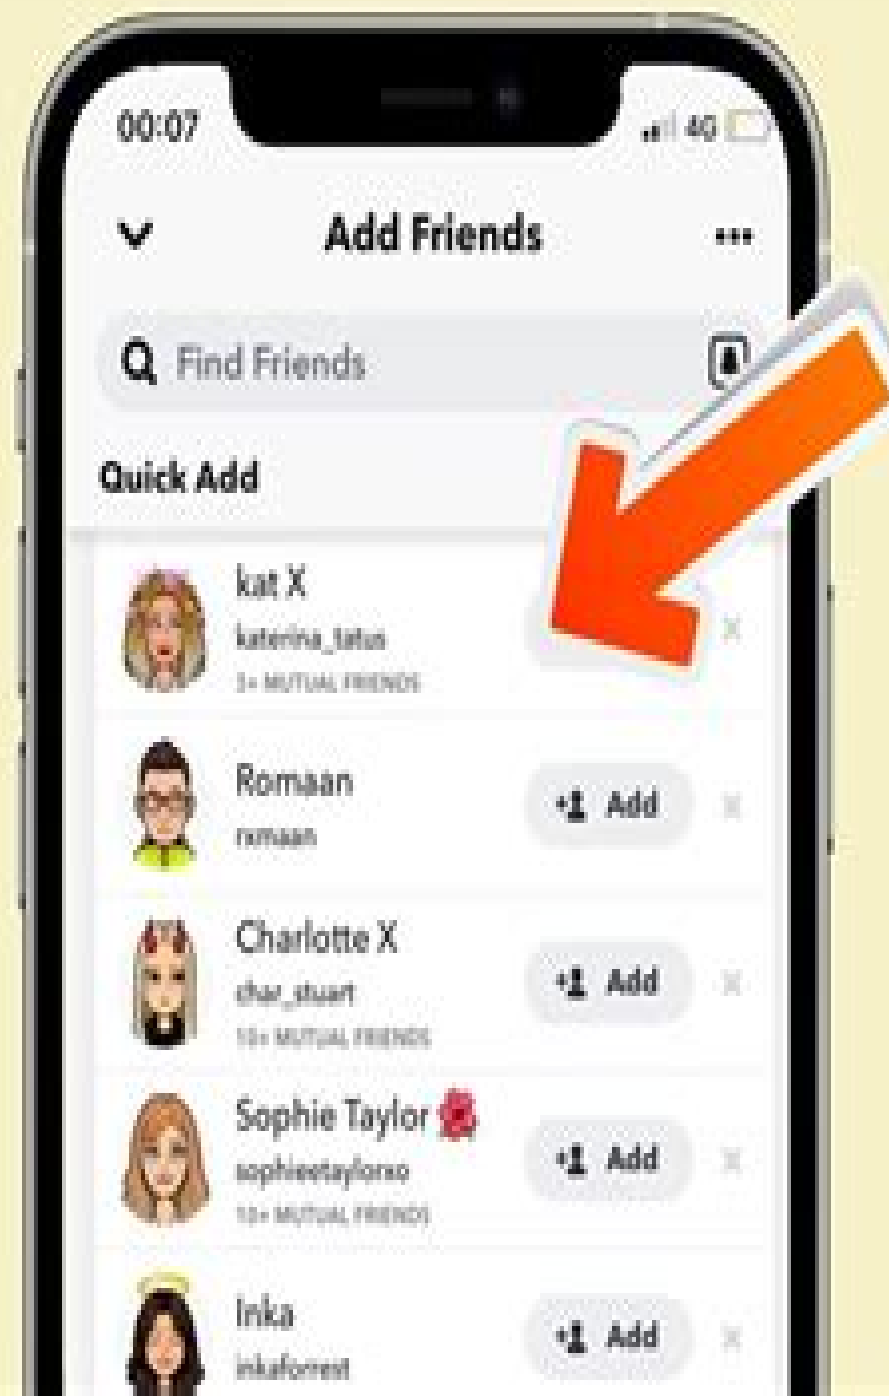 00:07
4G
Add Friends
Find Friends
Quick Add
kat X
katerina_tatus
3+ MUTUAL FRIENDS
Romaan
rxmaan
Add
Charlotte X
char_stuart
10+ MUTUAL FRIENDS
Add
Sophie Taylor
sophieetaylorxo
10+ MUTUAL FRIENDS
Add
Inka
inkaforrest
Add